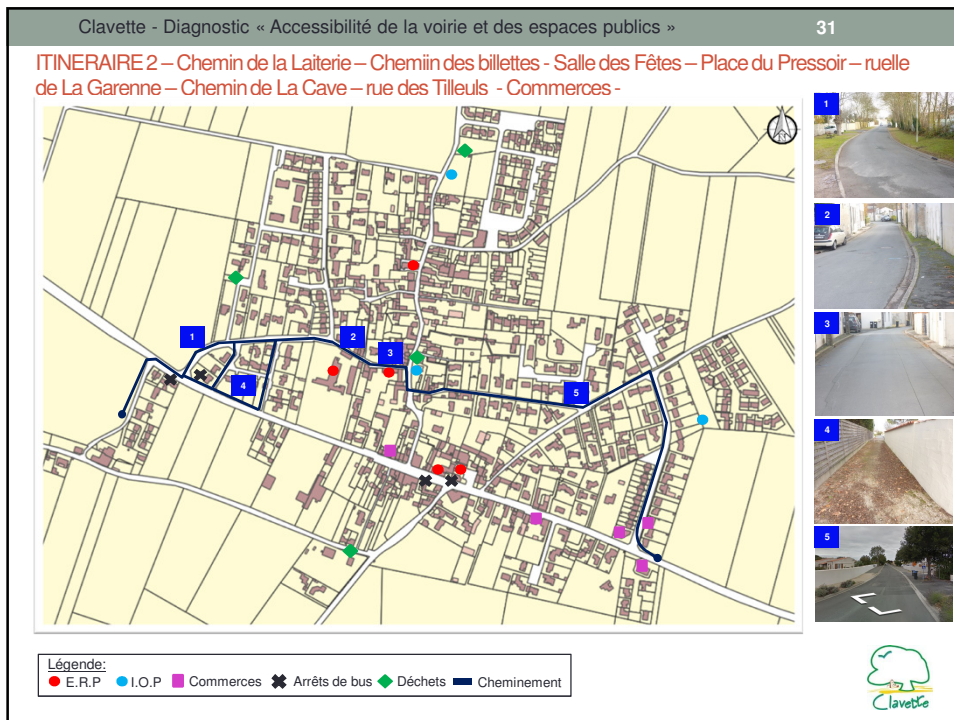 Clavette - Diagnostic « Accessibilité de la voirie et des espaces publics »
31
ITINERAIRE 2 – Chemin de la Laiterie – Chemiin des billettes - Salle des Fêtes – Place du Pressoir – ruelle
de La Garenne – Chemin de La Cave – rue des Tilleuls - Commerces -
1
2
3
4
5
1
2
3
4
5
Légende:
E.R.P I.O.P Commerces Arrêts de bus Déchets Cheminement
Clavette